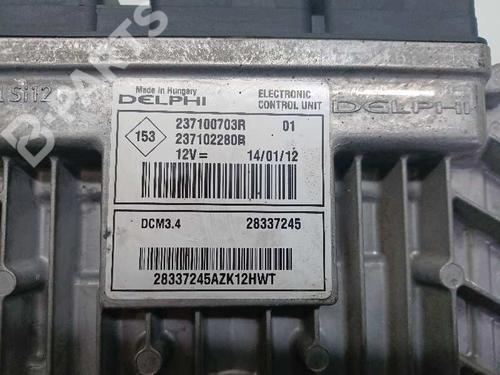 B-PARTS
Si12
Made in Hungary
DELPHI
ELECTRONIC
CONTROL UNIT
DELPHI
153
237100703R 01
237102280R
12V= 14/01/12
DCM3.4 28337245
28337245AZK12HWT